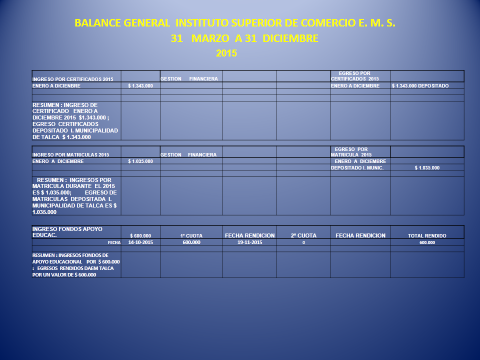 BALANCE GENERAL INSTITUTO SUPERIOR DE COMERCIO E. M. S.
31 MARZO A 31 DICIEMBRE
2015
INGRESO POR CERTIFICADOS 2015 GESTION FINANCIERA EGRESO POR CERTIFICADOS 2015
ENERO A DICIENBRE $ 1.343.000 ENERO A DICIEMBRE $ 1.343.000 DEPOSITADO
RESUMEN : INGRESO DE
CERTIFICADO ENERO A
DICIEMBRE 2015 $1.343.000 ;
EGRESO CERTIFICADOS
DEPOSITADO I. MUNICIPALIDAD
DE TALCA $ 1.343.000
INGRESO POR MATRICULAS 2015 GESTION FINANCIERA EGRESO POR MATRICULA 2015
ENERO A DICIEMBRE $ 1.035.000 ENERO A DICIEMBRE
DEPOSITADO I. MUNIC. $ 1.035.000
RESUMEN : INGRESOS POR
MATRICULA DURANTE EL 2015
ES $ 1.035.000; EGRESO DE
MATRICULAS DEPOSITADA I.
MUNICIPALIDAD DE TALCA ES $
1.035.000
INGRESO FONDOS APOYO
EDUCAC. $ 600.000 1ª CUOTA FECHA RENDICION 2ª CUOTA FECHA RENDICION TOTAL RENDIDO
FECHA 14-10-2015 600.000 19-11-2015 0 600.000
RESUMEN : INGRESOS FONDOS DE
APOYO EDUCACIONAL POR $ 600.000
; EGRESOS RENDIDOS DAEM TALCA
POR UN VALOR DE $ 600.000